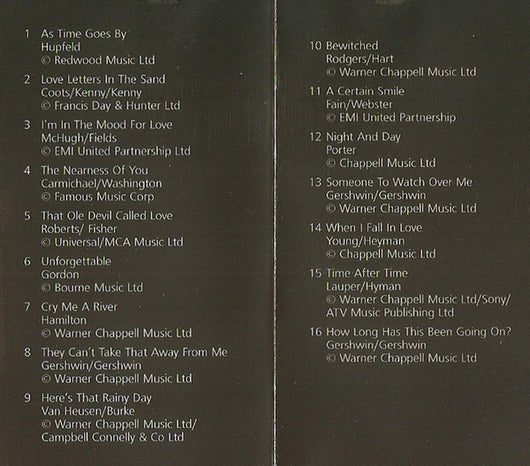 1 As Time Goes By
Hupfeld
© Redwood Music Ltd
2 Love Letters In The Sand
Coots/Kenny/Kenny
© Francis Day & Hunter Ltd
3 I'm In The Mood For Love
McHugh/Fields
© EMI United Partnership Ltd
4 The Nearness Of You
Carmichael/Washington
© Famous Music Corp
5 That Ole Devil Called Love
Roberts/ Fisher
© Universal/MCA Music Ltd
6 Unforgettable
Gordon
© Bourne Music Ltd
7 Cry Me A River
Hamilton
© Warner Chappell Music Ltd
8 They Can't Take That Away From Me
Gershwin/Gershwin
© Warner Chappell Music Ltd
9 Here's That Rainy Day
Van Heusen/Burke
© Warner Chappell Music Ltd/
Campbell Connelly & Co Ltd
10 Bewitched
Rodgers/Hart
© Warner Chappell Music Ltd
11 A Certain Smile
Fain/Webster
© EMI United Partnership
12 Night And Day
Porter
© Chappell Music Ltd
13 Someone To Watch Over Me
Gershwin/Gershwin
© Warner Chappell Music Ltd
14 When I Fall In Love
Young/Heyman
© Chappell Music Ltd
15 Time After Time
Lauper/Hyman
© Warner Chappell Music Ltd/Sony/
ATV Music Publishing Ltd
16 How Long Has This Been Going On?
Gershwin/Gershwin
© Warner Chappell Music Ltd